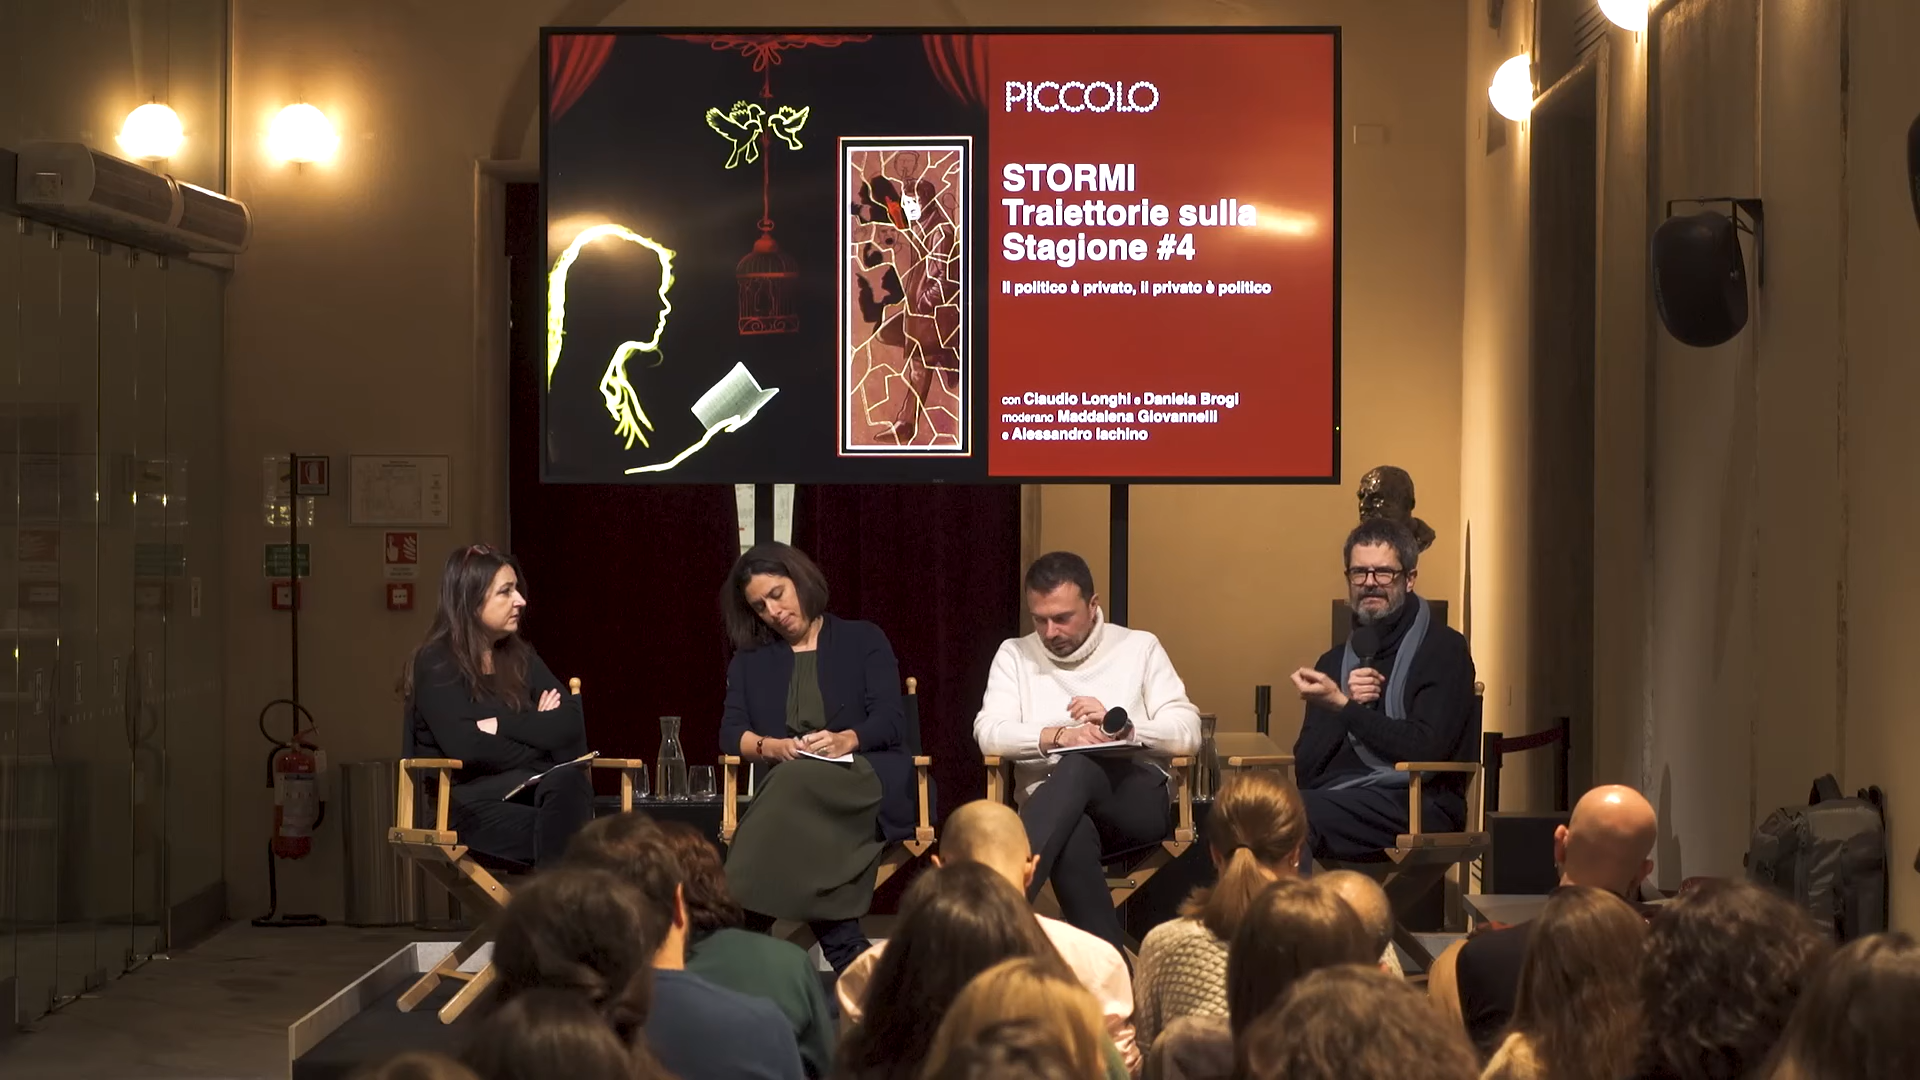 PICCOLO
STORMI
Traiettorie sulla
Stagione #4
Il politico è privato, il privato è politico
con Claudio Longhi e Daniela Brogi
moderano Maddalena Giovannelli
e Alessandro Iachino